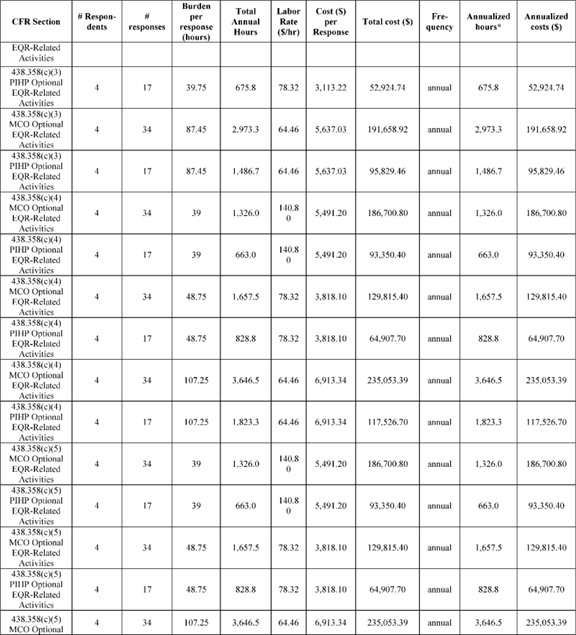 CFR Section | # Respon-dents | # responses | Burden per response (hours) | Total Annual Hours | Labor Rate ($/hr) | Cost ($) per Response | Total cost ($) | Fre-quency | Annualized hours* | Annualized costs ($)
EQR-Related Activities
438.358(c)(3) PIHP Optional EQR-Related Activities | 4 | 17 | 39.75 | 675.8 | 78.32 | 3,113.22 | 52,924.74 | annual | 675.8 | 52,924.74
438.358(c)(3) MCO Optional EQR-Related Activities | 4 | 34 | 87.45 | 2,973.3 | 64.46 | 5,637.03 | 191,658.92 | annual | 2,973.3 | 191,658.92
438.358(c)(3) PIHP Optional EQR-Related Activities | 4 | 17 | 87.45 | 1,486.7 | 64.46 | 5,637.03 | 95,829.46 | annual | 1,486.7 | 95,829.46
438.358(c)(4) MCO Optional EQR-Related Activities | 4 | 34 | 39 | 1,326.0 | 140.80 | 5,491.20 | 186,700.80 | annual | 1,326.0 | 186,700.80
438.358(c)(4) PIHP Optional EQR-Related Activities | 4 | 17 | 39 | 663.0 | 140.80 | 5,491.20 | 93,350.40 | annual | 663.0 | 93,350.40
438.358(c)(4) MCO Optional EQR-Related Activities | 4 | 34 | 48.75 | 1,657.5 | 78.32 | 3,818.10 | 129,815.40 | annual | 1,657.5 | 129,815.40
438.358(c)(4) PIHP Optional EQR-Related Activities | 4 | 17 | 48.75 | 828.8 | 78.32 | 3,818.10 | 64,907.70 | annual | 828.8 | 64,907.70
438.358(c)(4) MCO Optional EQR-Related Activities | 4 | 34 | 107.25 | 3,646.5 | 64.46 | 6,913.34 | 235,053.39 | annual | 3,646.5 | 235,053.39
438.358(c)(4) PIHP Optional EQR-Related Activities | 4 | 17 | 107.25 | 1,823.3 | 64.46 | 6,913.34 | 117,526.70 | annual | 1,823.3 | 117,526.70
438.358(c)(5) MCO Optional EQR-Related Activities | 4 | 34 | 39 | 1,326.0 | 140.80 | 5,491.20 | 186,700.80 | annual | 1,326.0 | 186,700.80
438.358(c)(5) PIHP Optional EQR-Related Activities | 4 | 17 | 39 | 663.0 | 140.80 | 5,491.20 | 93,350.40 | annual | 663.0 | 93,350.40
438.358(c)(5) MCO Optional EQR-Related Activities | 4 | 34 | 48.75 | 1,657.5 | 78.32 | 3,818.10 | 129,815.40 | annual | 1,657.5 | 129,815.40
438.358(c)(5) PIHP Optional EQR-Related Activities | 4 | 17 | 48.75 | 828.8 | 78.32 | 3,818.10 | 64,907.70 | annual | 828.8 | 64,907.70
438.358(c)(5) MCO Optional | 4 | 34 | 107.25 | 3,646.5 | 64.46 | 6,913.34 | 235,053.39 | annual | 3,646.5 | 235,053.39